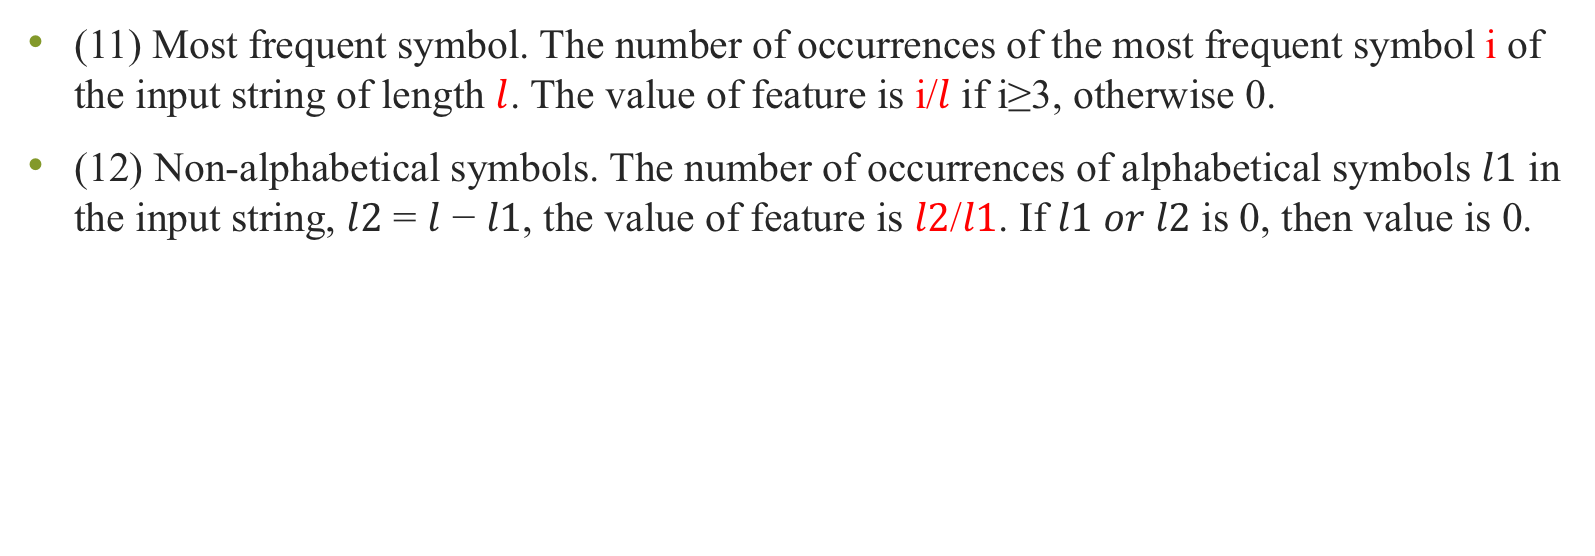 • (11) Most frequent symbol. The number of occurrences of the most frequent symbol i of
the input string of length l. The value of feature is i/l if i≥3, otherwise 0.
• (12) Non-alphabetical symbols. The number of occurrences of alphabetical symbols l1 in
the input string, l2 = l − l1, the value of feature is l2/l1. If l1 or l2 is 0, then value is 0.